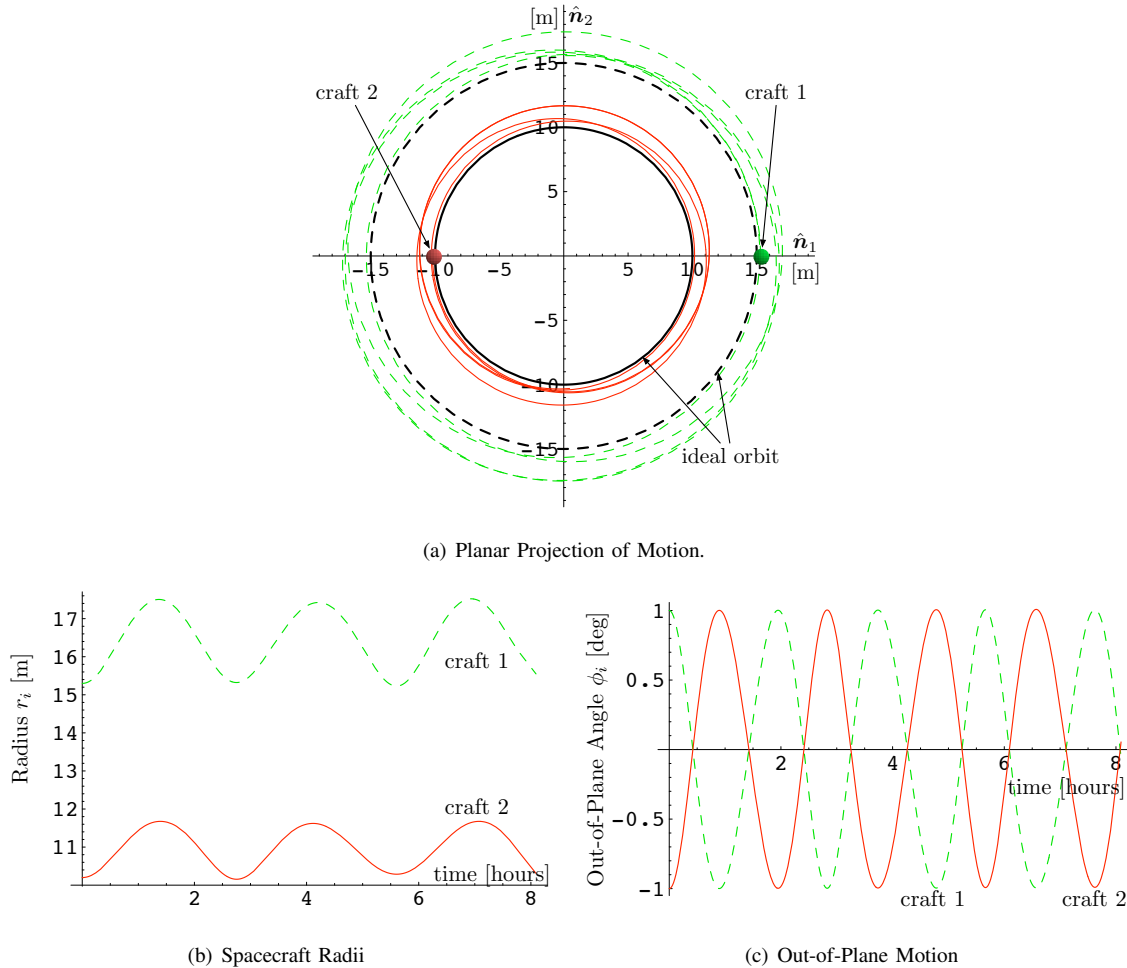 [m] n̂₂
15
craft 2
craft 1
10
5
n̂₁
−15 −10 −5 5 10 15 [m]
−5
−10
−15
ideal orbit
(a) Planar Projection of Motion.
Radius rᵢ [m]
17
16
15
14
13
12
11
craft 1
craft 2
time [hours]
2 4 6 8
(b) Spacecraft Radii
Out-of-Plane Angle ϕᵢ [deg]
1
0.5
−0.5
−1
2 4 6 8
time [hours]
craft 1 craft 2
(c) Out-of-Plane Motion